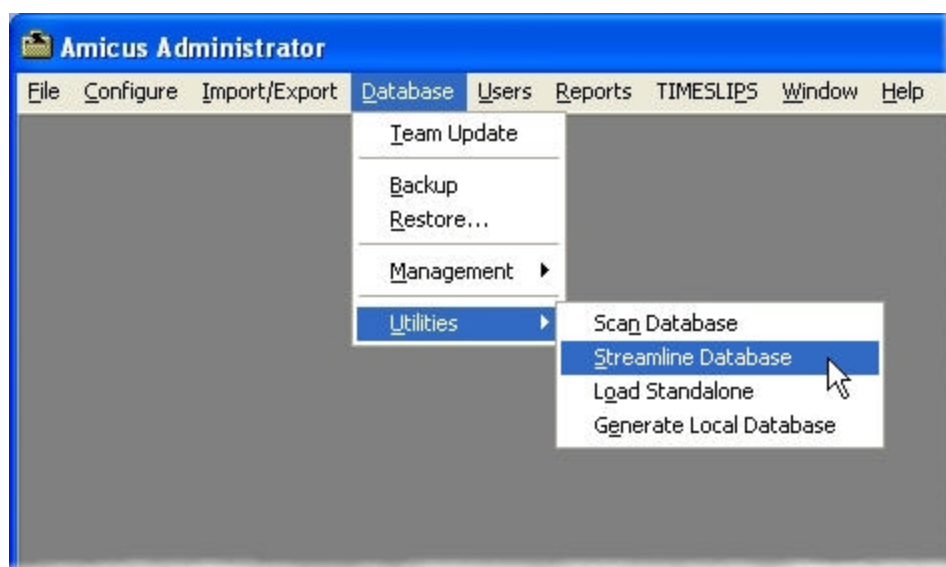 Amicus Administrator
File Configure Import/Export Database Users Reports TIMESLIPS Window Help
Team Update
Backup
Restore...
Management
Utilities
Scan Database
Streamline Database
Load Standalone
Generate Local Database